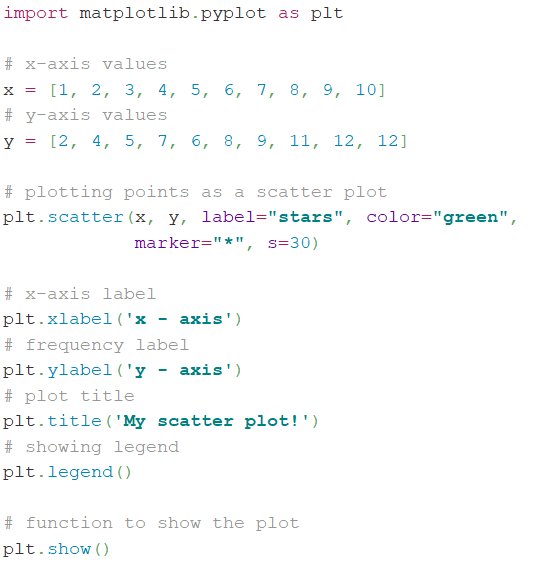 import matplotlib.pyplot as plt
# x-axis values
x = [1, 2, 3, 4, 5, 6, 7, 8, 9, 10]
# y-axis values
y = [2, 4, 5, 7, 6, 8, 9, 11, 12, 12]
# plotting points as a scatter plot
plt.scatter(x, y, label="stars", color="green",
            marker="*", s=30)
# x-axis label
plt.xlabel('x - axis')
# frequency label
plt.ylabel('y - axis')
# plot title
plt.title('My scatter plot!')
# showing legend
plt.legend()
# function to show the plot
plt.show()